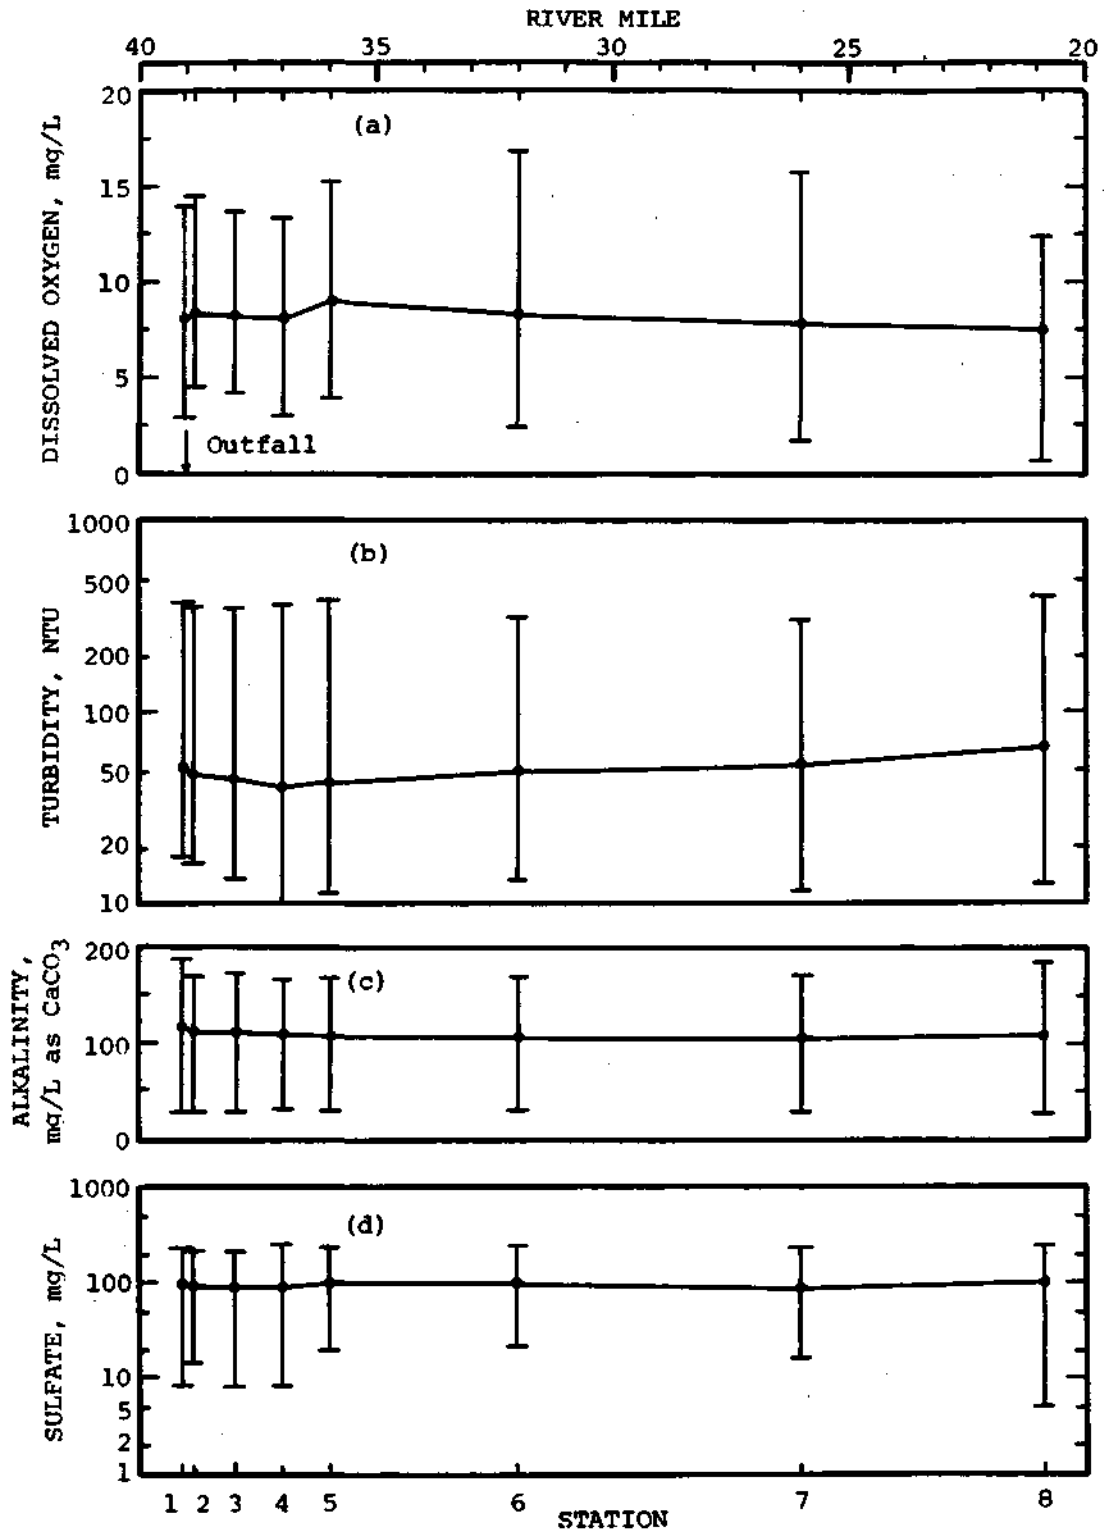 RIVER MILE
40 35 30 25 20
20
(a)
15
10
5
0
DISSOLVED OXYGEN, mg/L
Outfall
1000
(b)
500
200
100
50
20
10
TURBIDITY, NTU
200
(c)
100
0
ALKALINITY,
mg/L as CaCO3
1000
(d)
100
10
5
2
1
SULFATE, mg/L
1 2 3 4 5 6 7 8
STATION